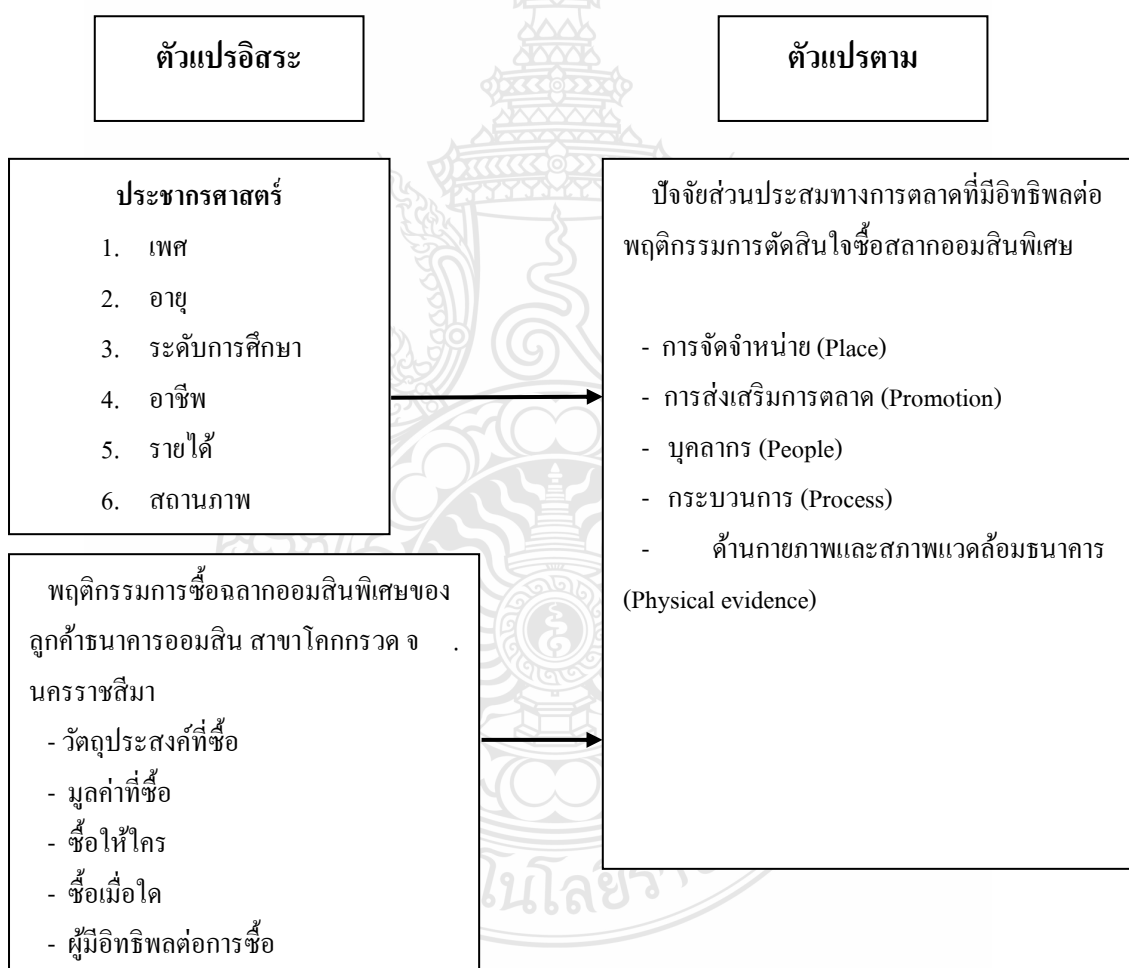 ตัวแปรอิสระ
ตัวแปรตาม
ประชากรศาสตร์
1. เพศ
2. อายุ
3. ระดับการศึกษา
4. อาชีพ
5. รายได้
6. สถานภาพ
พฤติกรรมการซื้อฉลากออมสินพิเศษของ
ลูกค้าธนาคารออมสิน สาขาโคกกรวด จ .
นครราชสีมา
- วัตถุประสงค์ที่ซื้อ
- มูลค่าที่ซื้อ
- ซื้อให้ใคร
- ซื้อเมื่อใด
- ผู้มีอิทธิพลต่อการซื้อ
ปัจจัยส่วนประสมทางการตลาดที่มีอิทธิพลต่อ
พฤติกรรมการตัดสินใจซื้อสลากออมสินพิเศษ
- การจัดจำหน่าย (Place)
- การส่งเสริมการตลาด (Promotion)
- บุคลากร (People)
- กระบวนการ (Process)
- ด้านกายภาพและสภาพแวดล้อมธนาคาร
(Physical evidence)